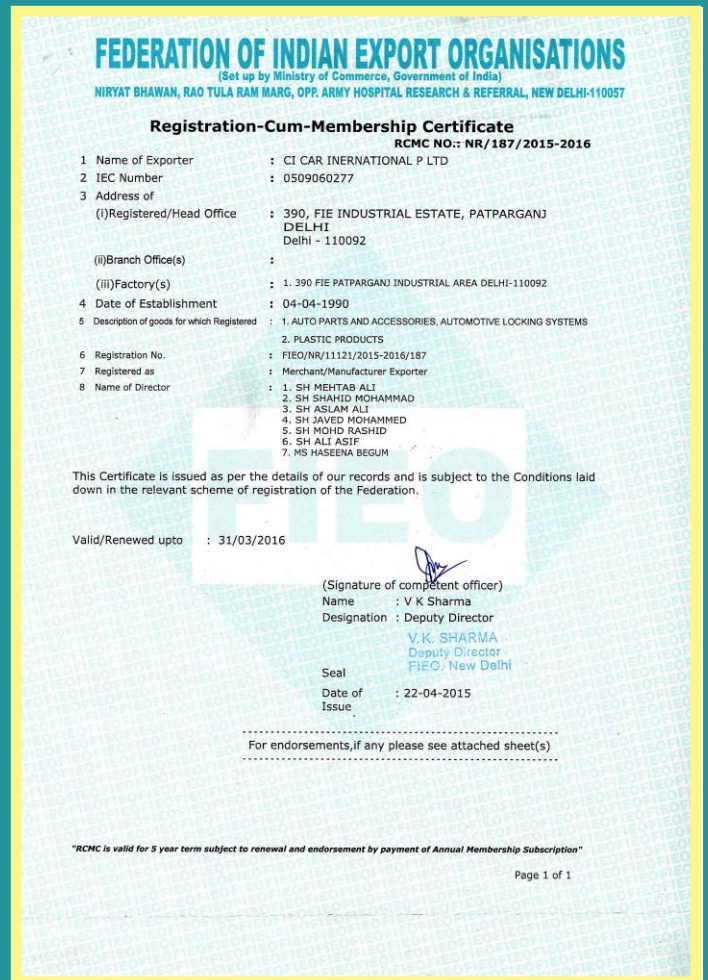 FEDERATION OF INDIAN EXPORT ORGANISATIONS
(Set up by Ministry of Commerce, Government of India)
NIRYAT BHAWAN, RAO TULA RAM MARG, OPP. ARMY HOSPITAL RESEARCH & REFERRAL, NEW DELHI-110057
Registration-Cum-Membership Certificate
RCMC NO.: NR/187/2015-2016
1 Name of Exporter : CI CAR INERNATIONAL P LTD
2 IEC Number : 0509060277
3 Address of
(i)Registered/Head Office : 390, FIE INDUSTRIAL ESTATE, PATPARGANJ
DELHI
Delhi - 110092
(ii)Branch Office(s) :
(iii)Factory(s) : 1. 390 FIE PATPARGANJ INDUSTRIAL AREA DELHI-110092
4 Date of Establishment : 04-04-1990
5 Description of goods for which Registered : 1. AUTO PARTS AND ACCESSORIES, AUTOMOTIVE LOCKING SYSTEMS
2. PLASTIC PRODUCTS
6 Registration No. : FIEO/NR/11121/2015-2016/187
7 Registered as : Merchant/Manufacturer Exporter
8 Name of Director : 1. SH MEHTAB ALI
2. SH SHAHID MOHAMMAD
3. SH ASLAM ALI
4. SH JAVED MOHAMMED
5. SH MOHD RASHID
6. SH ALI ASIF
7. MS HASEENA BEGUM
FIEO
This Certificate is issued as per the details of our records and is subject to the Conditions laid
down in the relevant scheme of registration of the Federation.
Valid/Renewed upto : 31/03/2016
(Signature of competent officer)
Name : V K Sharma
Designation : Deputy Director
V.K. SHARMA
Deputy Director
FIEO, New Delhi
Seal
Date of : 22-04-2015
Issue
For endorsements,if any please see attached sheet(s)
"RCMC is valid for 5 year term subject to renewal and endorsement by payment of Annual Membership Subscription"
Page 1 of 1